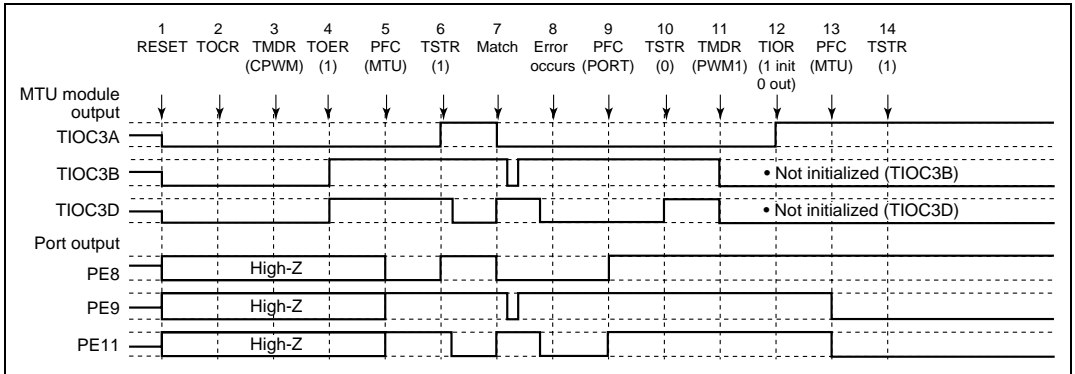 1 2 3 4 5 6 7 8 9 10 11 12 13 14
RESET TOCR TMDR TOER PFC TSTR Match Error PFC TSTR TMDR TIOR PFC TSTR
(CPWM) (1) (MTU) (1) occurs (PORT) (0) (PWM1) (1 init (MTU) (1)
0 out)
MTU module
output
TIOC3A
TIOC3B • Not initialized (TIOC3B)
TIOC3D • Not initialized (TIOC3D)
Port output
PE8 High-Z
PE9 High-Z
PE11 High-Z